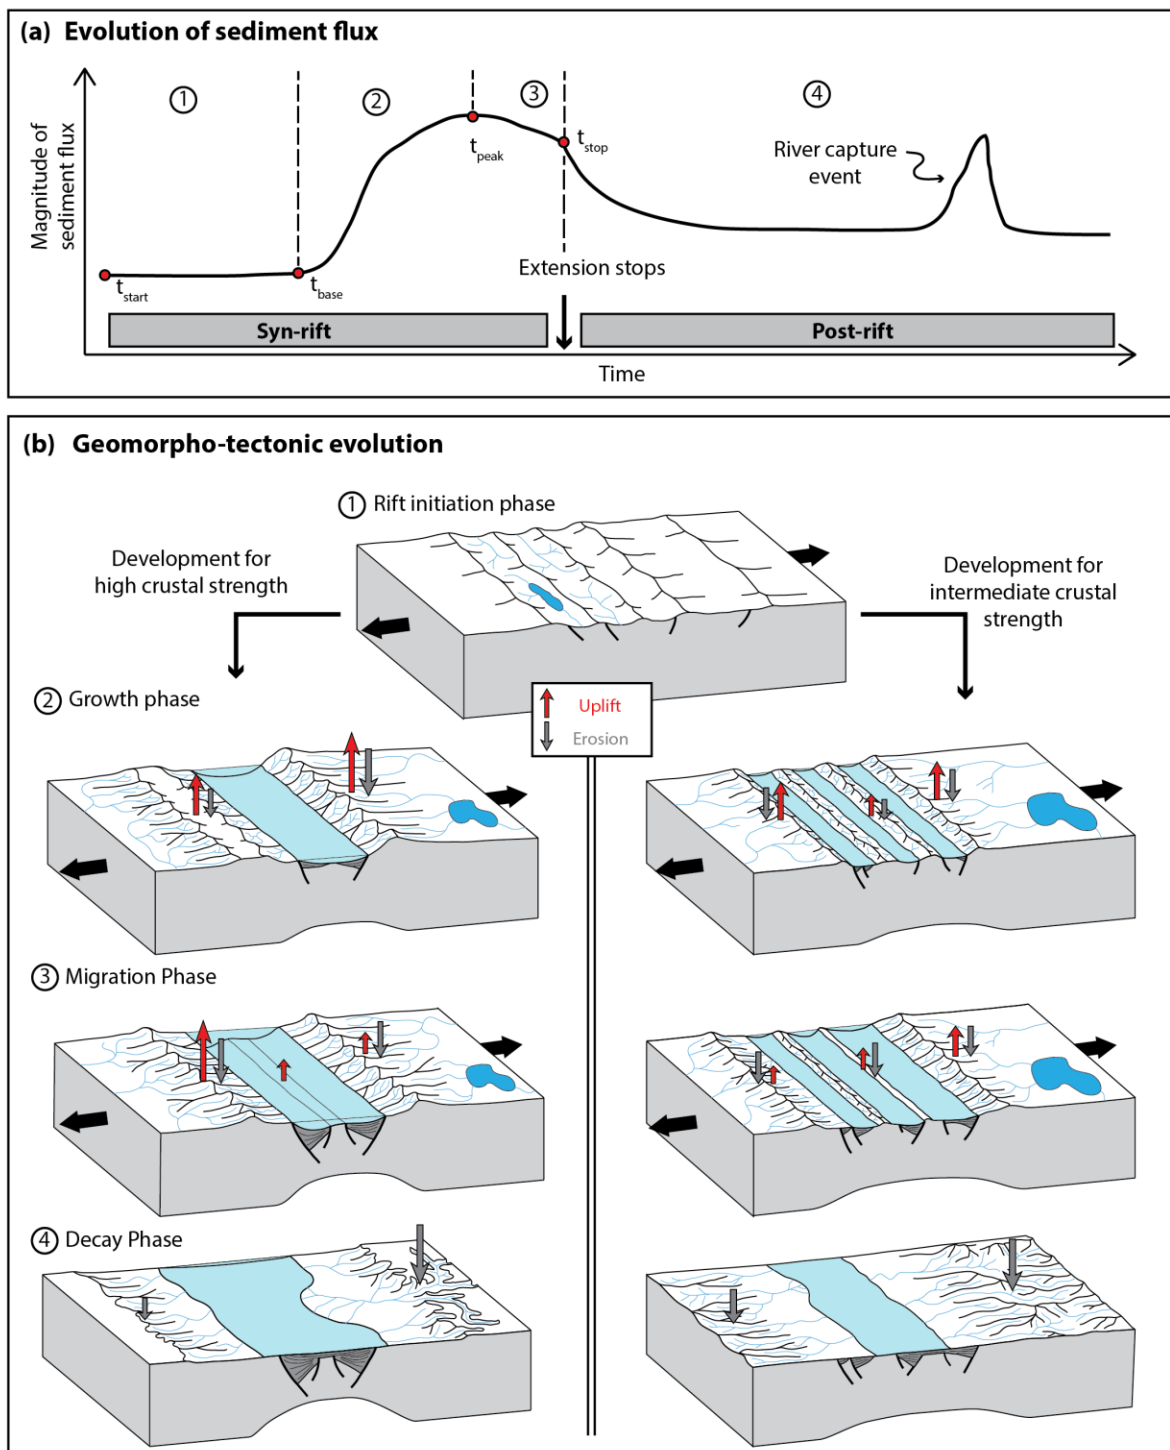 (a) Evolution of sediment flux
Magnitude of
sediment flux
1
2
3
4
t start
t base
t peak
t stop
River capture
event
Extension stops
Syn-rift
Post-rift
Time
(b) Geomorpho-tectonic evolution
1 Rift initiation phase
Development for
high crustal strength
Development for
intermediate crustal
strength
2 Growth phase
Uplift
Erosion
3 Migration Phase
4 Decay Phase